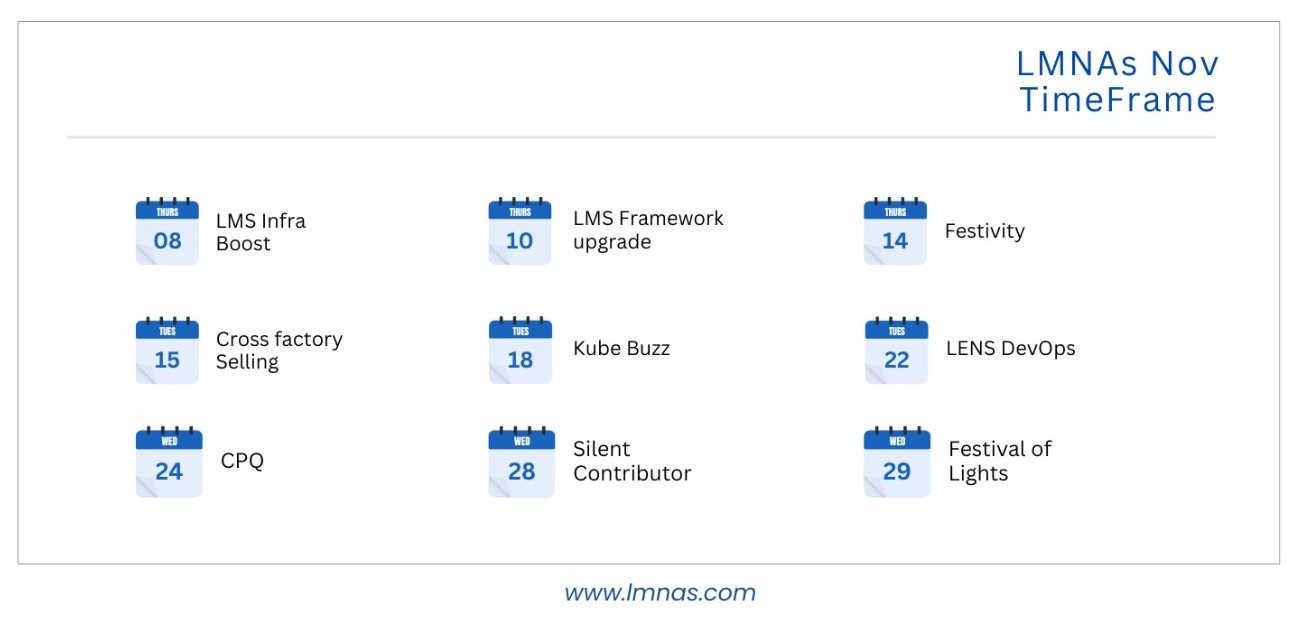 LMNAs Nov
TimeFrame
THURS
08
LMS Infra
Boost
THURS
10
LMS Framework
upgrade
THURS
14
Festivity
TUES
15
Cross factory
Selling
TUES
18
Kube Buzz
TUES
22
LENS DevOps
WED
24
CPQ
WED
28
Silent
Contributor
WED
29
Festival of
Lights
www.lmnas.com